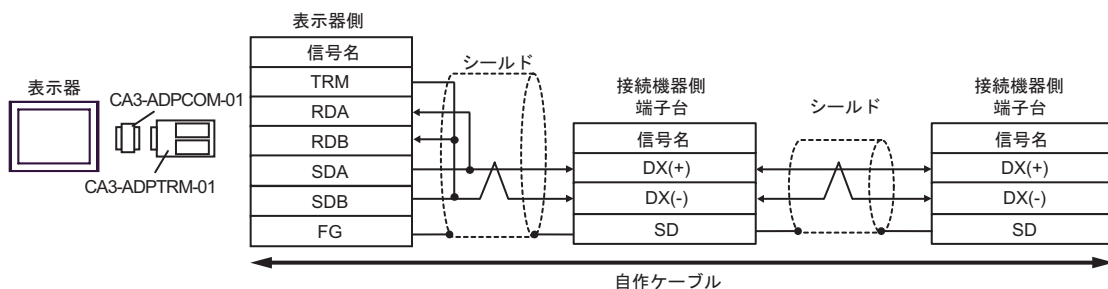 表示器
CA3-ADPCOM-01
CA3-ADPTRM-01
表示器側
信号名
TRM
RDA
RDB
SDA
SDB
FG
シールド
接続機器側
端子台
信号名
DX(+)
DX(-)
SD
シールド
接続機器側
端子台
信号名
DX(+)
DX(-)
SD
自作ケーブル